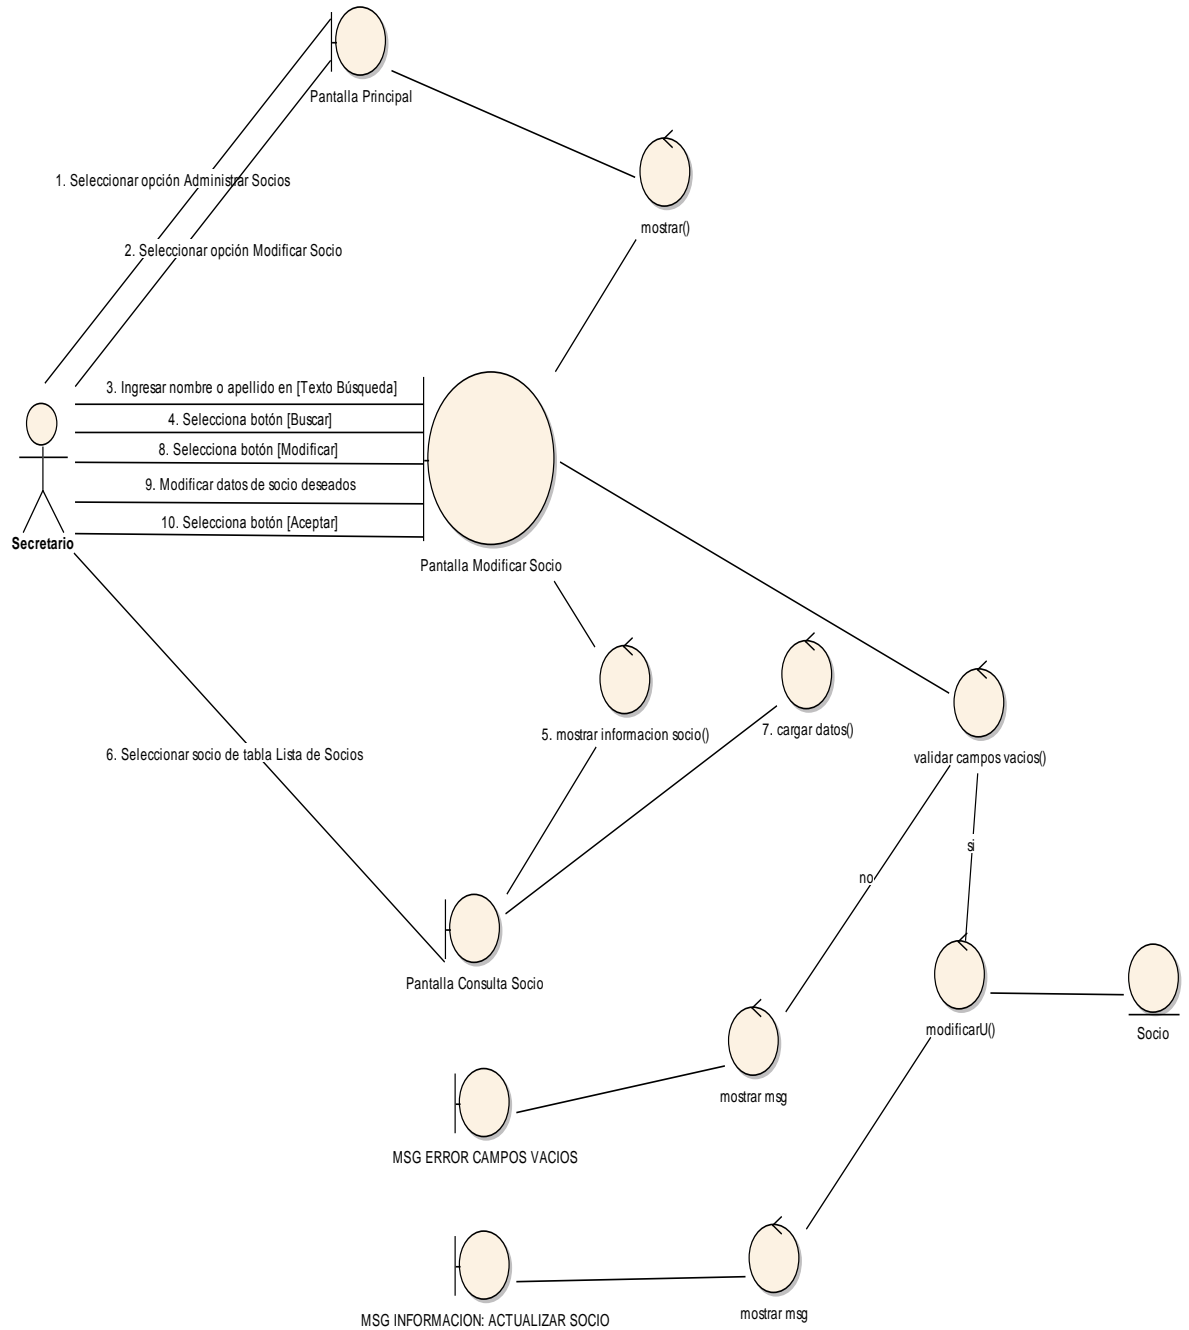 Pantalla Principal
1. Seleccionar opción Administrar Socios
mostrar()
2. Seleccionar opción Modificar Socio
3. Ingresar nombre o apellido en [Texto Búsqueda]
4. Selecciona botón [Buscar]
8. Selecciona botón [Modificar]
9. Modificar datos de socio deseados
10. Selecciona botón [Aceptar]
Secretario
Pantalla Modificar Socio
5. mostrar informacion socio()
7. cargar datos()
6. Seleccionar socio de tabla Lista de Socios
validar campos vacios()
si
no
Pantalla Consulta Socio
modificarU()
Socio
mostrar msg
MSG ERROR CAMPOS VACIOS
mostrar msg
MSG INFORMACION: ACTUALIZAR SOCIO